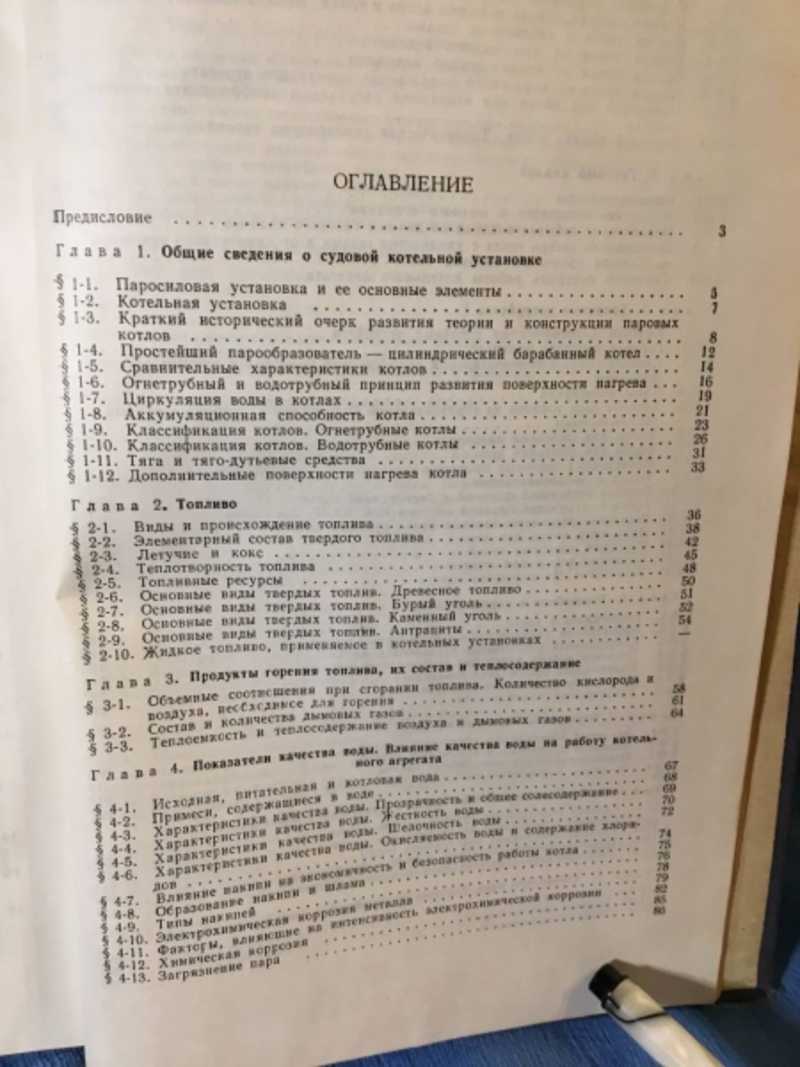 ОГЛАВЛЕНИЕ
Предисловие . . . . . 3
Глава 1. Общие сведения о судовой котельной установке
§ 1-1. Паросиловая установка и ее основные элементы . . . . . 5
§ 1-2. Котельная установка . . . . . 7
§ 1-3. Краткий исторический очерк развития теории и конструкции паровых
котлов . . . . . 8
§ 1-4. Простейший парообразователь — цилиндрический барабанный котел . . . . 12
§ 1-5. Сравнительные характеристики котлов . . . . . 14
§ 1-6. Огнетрубный и водотрубный принцип развития поверхности нагрева . . . 16
§ 1-7. Циркуляция воды в котлах . . . . . 19
§ 1-8. Аккумуляционная способность котла . . . . . 21
§ 1-9. Классификация котлов. Огнетрубные котлы . . . . . 23
§ 1-10. Классификация котлов. Водотрубные котлы . . . . . 26
§ 1-11. Тяга и тяго-дутьевые средства . . . . . 31
§ 1-12. Дополнительные поверхности нагрева котла . . . . . 33
Глава 2. Топливо
§ 2-1. Виды и происхождение топлива . . . . . 36
§ 2-2. Элементарный состав твердого топлива . . . . . 38
§ 2-3. Летучие и кокс . . . . . 42
§ 2-4. Теплотворность топлива . . . . . 45
§ 2-5. Топливные ресурсы . . . . . 48
§ 2-6. Основные виды твердых топлив. Древесное топливо . . . . . 50
§ 2-7. Основные виды твердых топлив. Бурый уголь . . . . . 51
§ 2-8. Основные виды твердых топлив. Каменный уголь . . . . . 52
§ 2-9. Основные виды твердых топлив. Антрациты . . . . . 54
§ 2-10. Жидкое топливо, применяемое в котельных установках . . . . . —
Глава 3. Продукты горения топлива, их состав и теплосодержание
§ 3-1. Объемные соотношения при сгорании топлива. Количество кислорода и
воздуха, необходимое для горения . . . . . 58
§ 3-2. Состав и количества дымовых газов . . . . . 61
§ 3-3. Теплоемкость и теплосодержание воздуха и дымовых газов . . . . . 64
Глава 4. Показатели качества воды. Влияние качества воды на работу котель-
ного агрегата
§ 4-1. Исходная, питательная и котловая вода . . . . . 67
§ 4-2. Примеси, содержащиеся в воде . . . . . 68
§ 4-3. Характеристики качества воды. Прозрачность и общее солесодержание . . . 69
§ 4-4. Характеристики качества воды. Жесткость воды . . . . . 70
§ 4-5. Характеристики качества воды. Щелочность воды . . . . . 72
§ 4-6. Характеристики качества воды. Окисляемость воды и содержание хлори-
дов . . . . . 74
§ 4-7. Влияние накипи на экономичность и безопасность работы котла . . . . . 75
§ 4-8. Образование накипи и шлама . . . . . 76
§ 4-9. Типы накипей . . . . . 78
§ 4-10. Электрохимическая коррозия металла . . . . . 79
§ 4-11. Факторы, влияющие на интенсивность электрохимической коррозии . . . 82
§ 4-12. Химическая коррозия . . . . . 85
§ 4-13. Загрязнение пара . . . . . 86